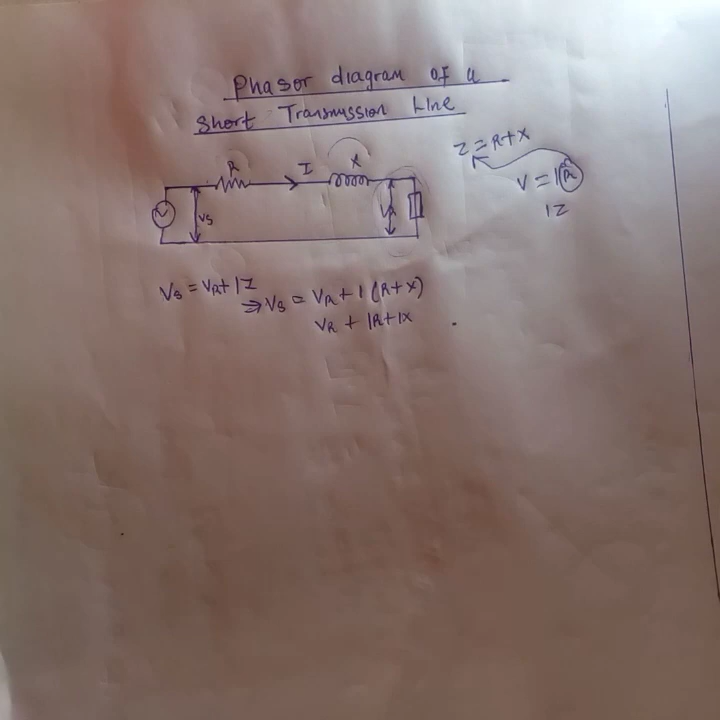 Phasor diagram of a
Short Transmission Line
R I X
Vs VR
Z = R+X
V = IR
IZ
Vs = VR + IZ
⇒ Vs = VR + I (R+X)
VR + IR + IX